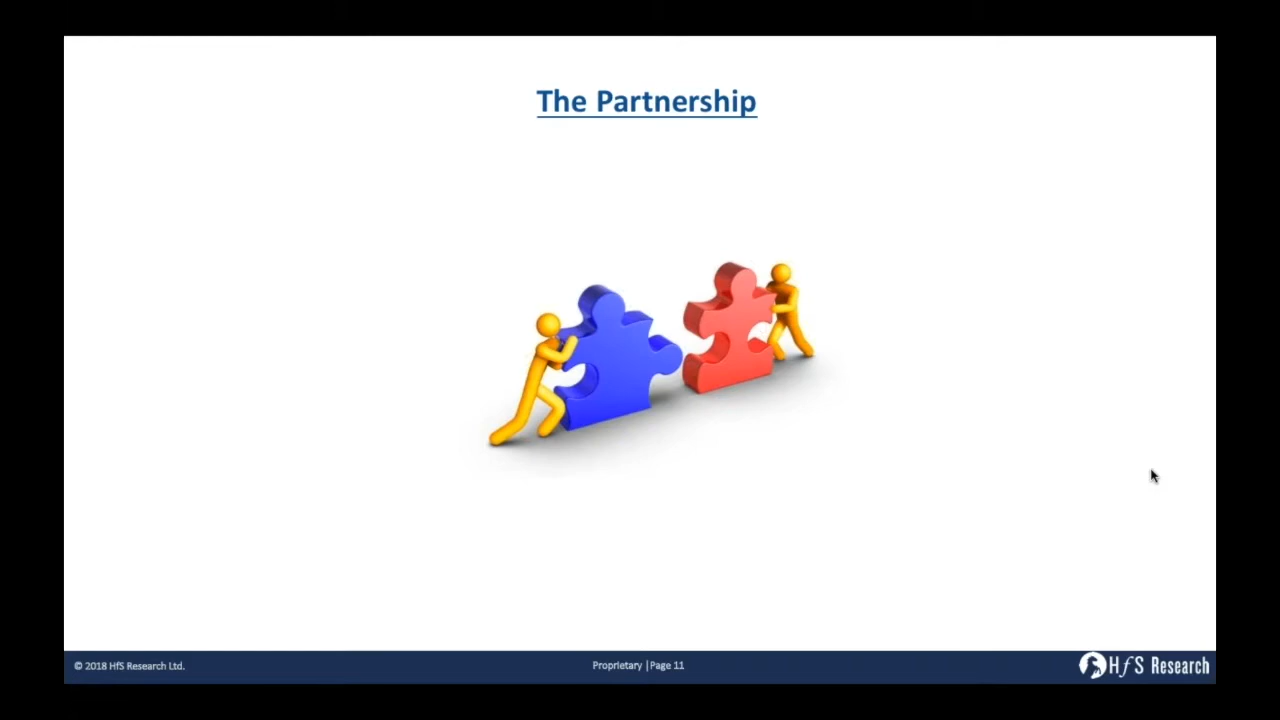 The Partnership
© 2018 HfS Research Ltd.
Proprietary |Page 11
HfS Research